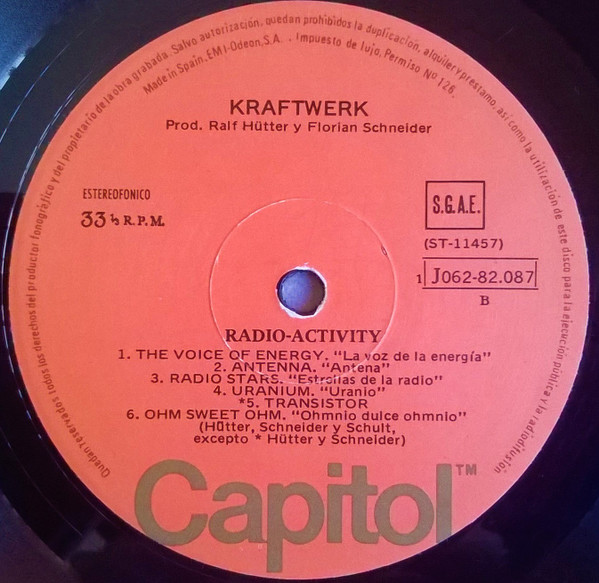 Quedan reservados todos los derechos del productor fonográfico y del propietario de la obra grabada. Salvo autorización, quedan prohibidos la duplicación, alquiler y préstamo, así como la utilización de este disco para la ejecución pública y la radiodifusión
Made in Spain, EMI-Odeon, S.A. . Impuesto de lujo, Permiso Nº 126.
KRAFTWERK
Prod. Ralf Hütter y Florian Schneider
ESTEREOFONICO
33⅓ R.P.M.
S.G.A.E.
(ST-11457)
1 J062-82.087
B
RADIO-ACTIVITY
1. THE VOICE OF ENERGY. "La voz de la energía"
2. ANTENNA. "Antena"
3. RADIO STARS. "Estrellas de la radio"
4. URANIUM. "Uranio"
*5. TRANSISTOR
6. OHM SWEET OHM. "Ohmnio dulce ohmnio"
(Hütter, Schneider y Schult,
excepto * Hütter y Schneider)
Capitol™